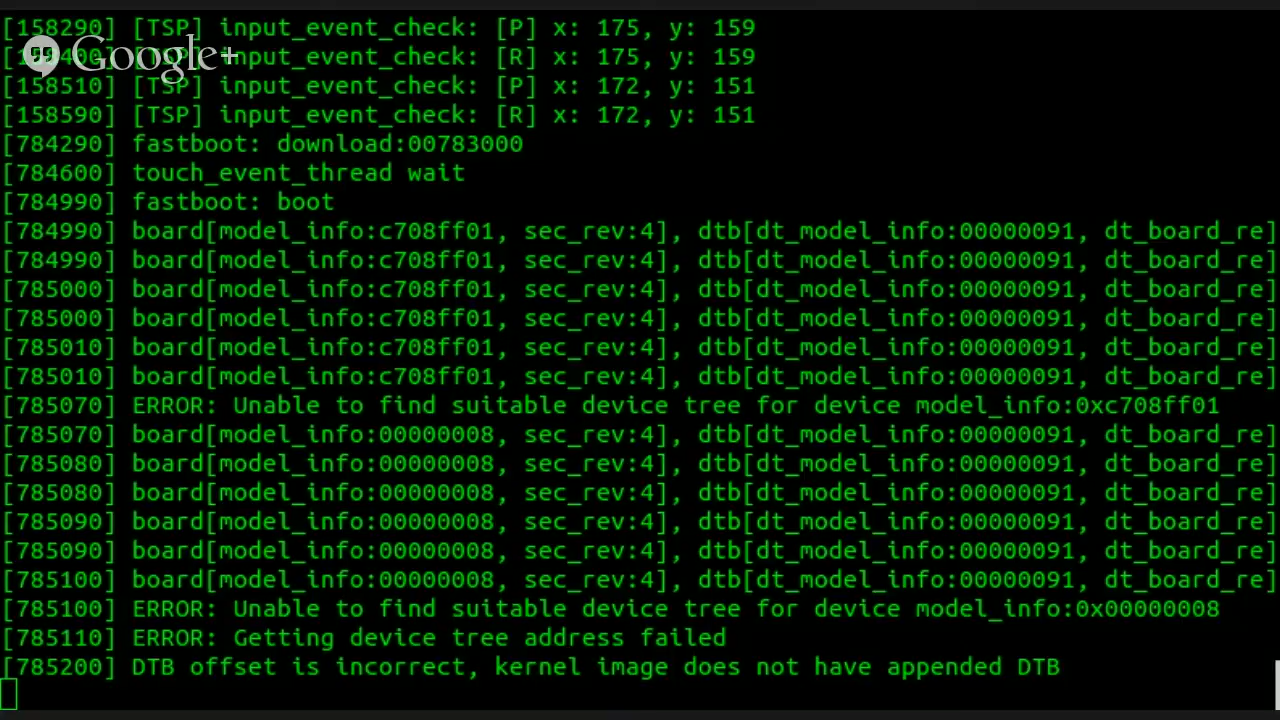 [158290] [TSP] input_event_check: [P] x: 175, y: 159
Google+
input_event_check: [R] x: 175, y: 159
[158510] [TSP] input_event_check: [P] x: 172, y: 151
[158590] [TSP] input_event_check: [R] x: 172, y: 151
[784290] fastboot: download:00783000
[784600] touch_event_thread wait
[784990] fastboot: boot
[784990] board[model_info:c708ff01, sec_rev:4], dtb[dt_model_info:00000091, dt_board_re]
[784990] board[model_info:c708ff01, sec_rev:4], dtb[dt_model_info:00000091, dt_board_re]
[785000] board[model_info:c708ff01, sec_rev:4], dtb[dt_model_info:00000091, dt_board_re]
[785000] board[model_info:c708ff01, sec_rev:4], dtb[dt_model_info:00000091, dt_board_re]
[785010] board[model_info:c708ff01, sec_rev:4], dtb[dt_model_info:00000091, dt_board_re]
[785010] board[model_info:c708ff01, sec_rev:4], dtb[dt_model_info:00000091, dt_board_re]
[785070] ERROR: Unable to find suitable device tree for device model_info:0xc708ff01
[785070] board[model_info:00000008, sec_rev:4], dtb[dt_model_info:00000091, dt_board_re]
[785080] board[model_info:00000008, sec_rev:4], dtb[dt_model_info:00000091, dt_board_re]
[785080] board[model_info:00000008, sec_rev:4], dtb[dt_model_info:00000091, dt_board_re]
[785090] board[model_info:00000008, sec_rev:4], dtb[dt_model_info:00000091, dt_board_re]
[785090] board[model_info:00000008, sec_rev:4], dtb[dt_model_info:00000091, dt_board_re]
[785100] board[model_info:00000008, sec_rev:4], dtb[dt_model_info:00000091, dt_board_re]
[785100] ERROR: Unable to find suitable device tree for device model_info:0x00000008
[785110] ERROR: Getting device tree address failed
[785200] DTB offset is incorrect, kernel image does not have appended DTB